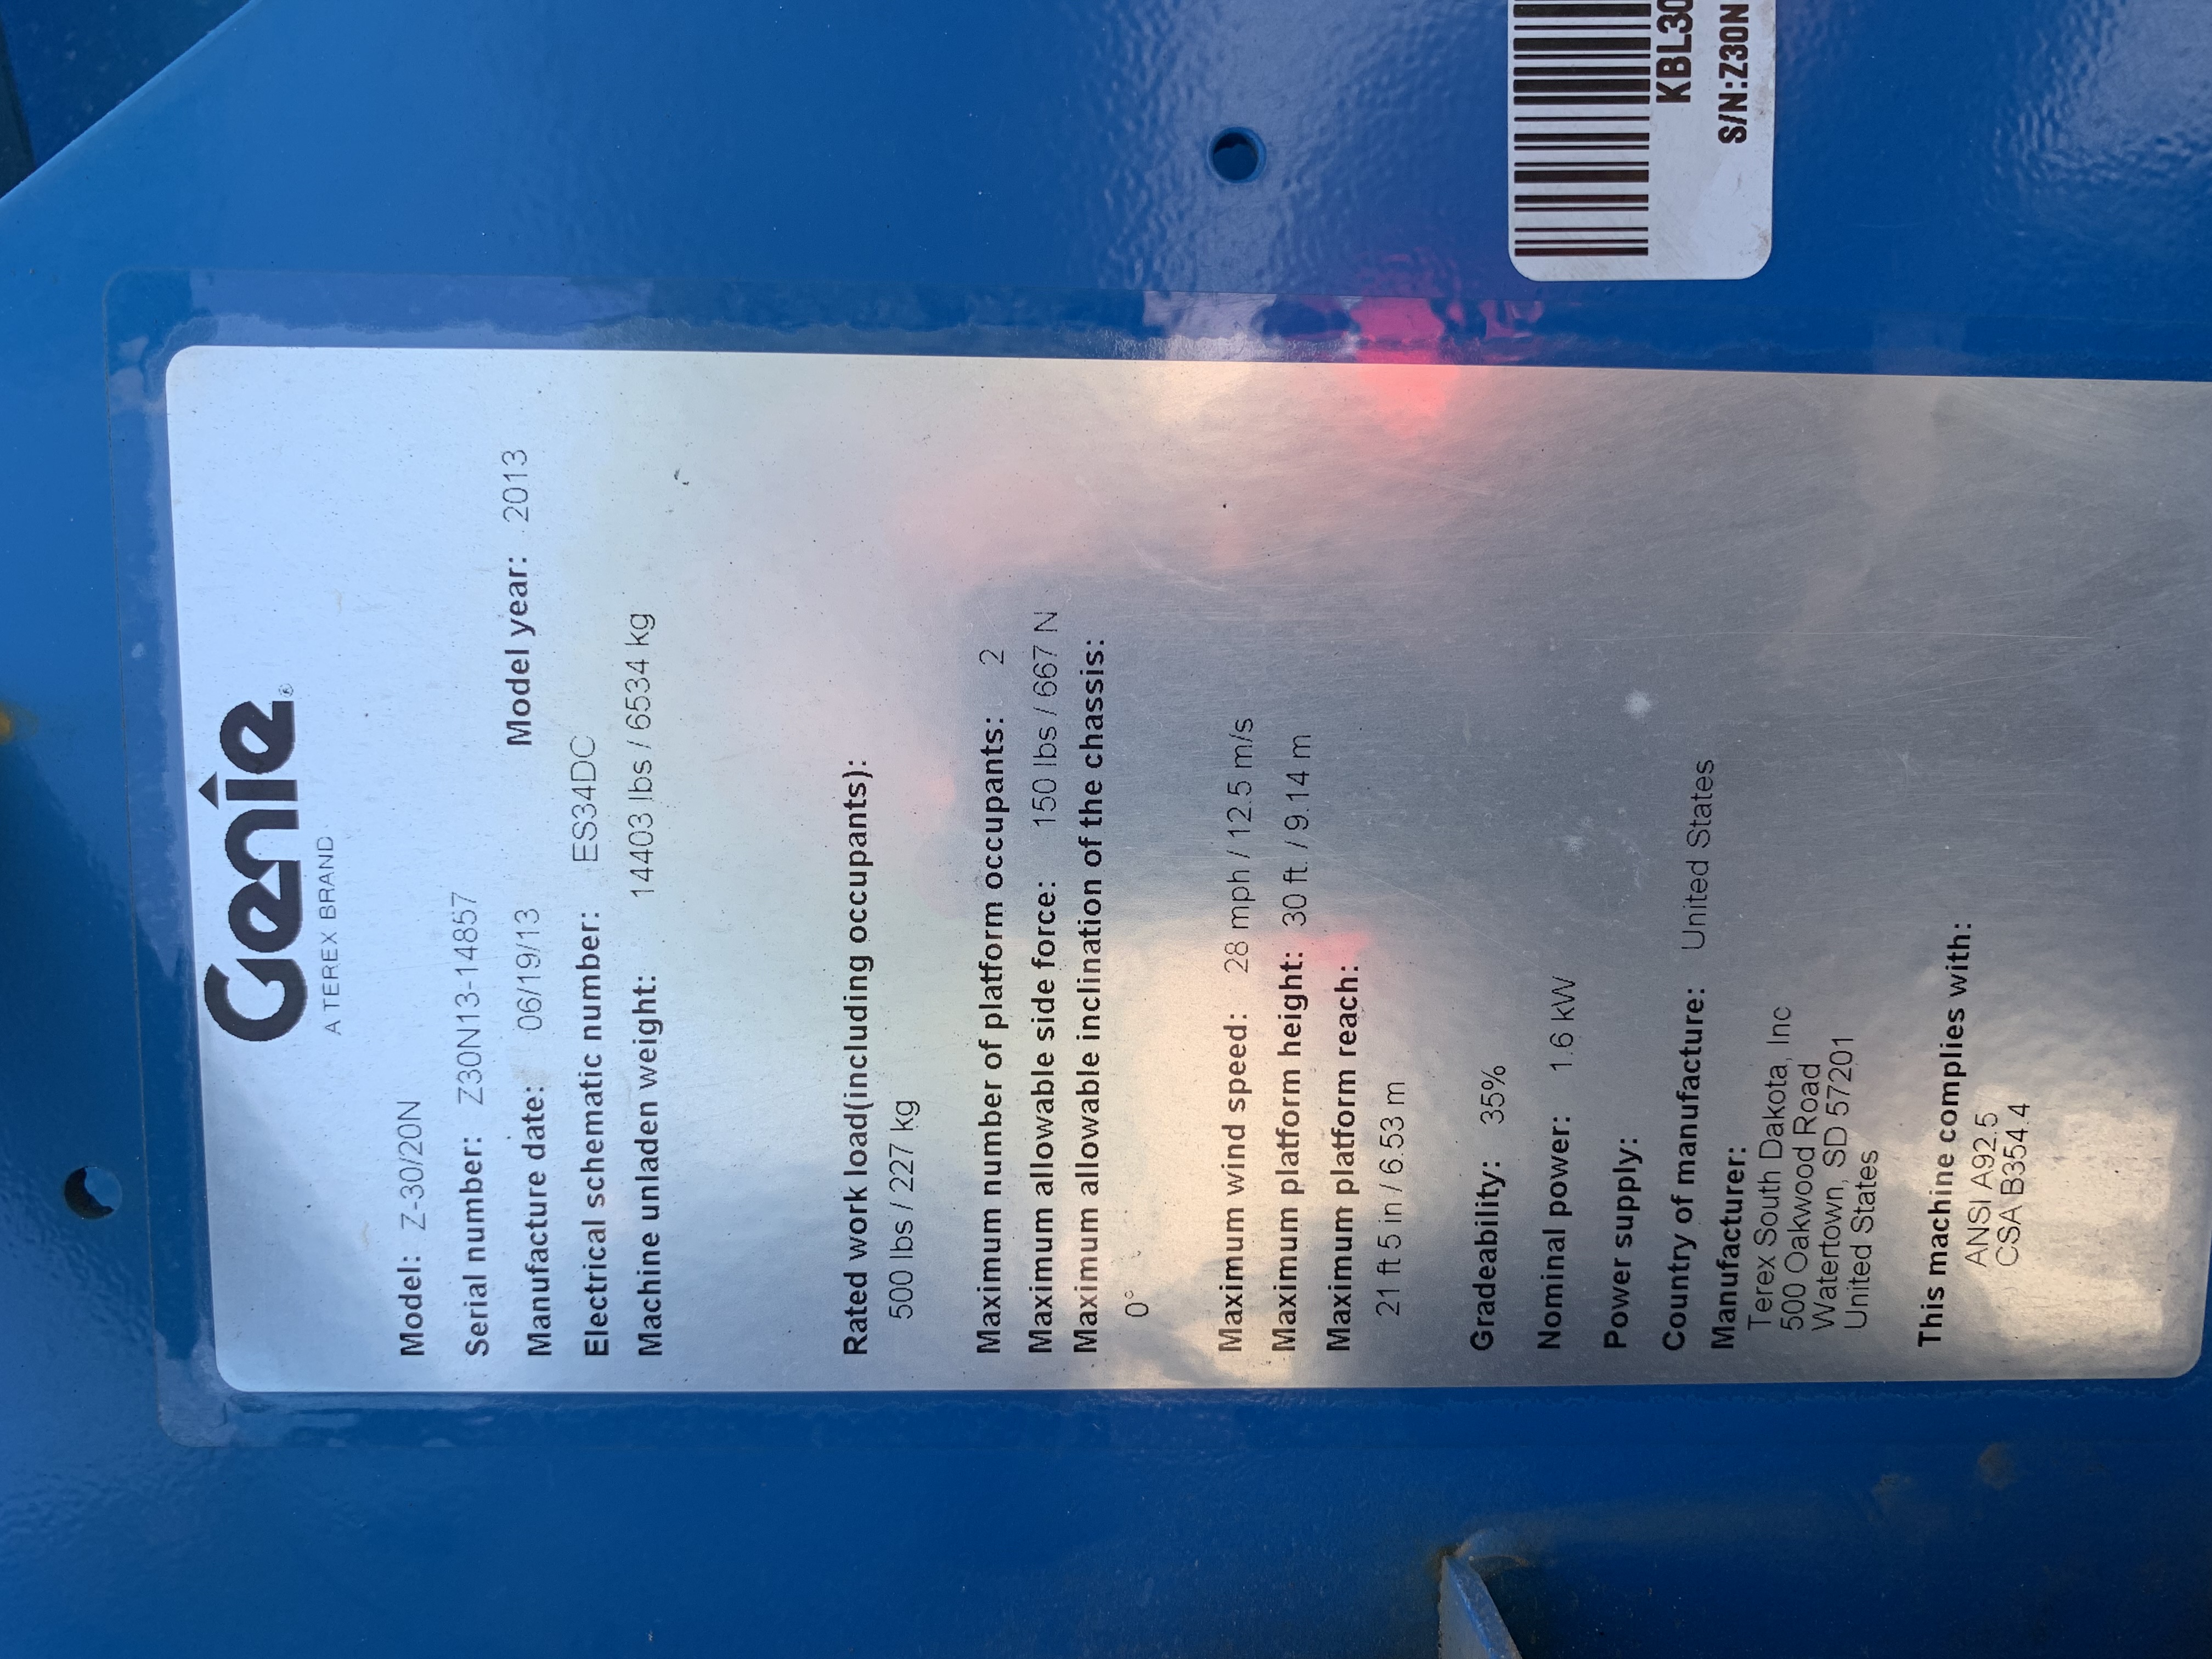 Genie®
A TEREX BRAND
Model: Z-30/20N
Serial number: Z30N13-14857
Manufacture date: 06/19/13 Model year: 2013
Electrical schematic number: ES34DC
Machine unladen weight: 14403 lbs / 6534 kg
Rated work load(including occupants):
500 lbs / 227 kg
Maximum number of platform occupants: 2
Maximum allowable side force: 150 lbs / 667 N
Maximum allowable inclination of the chassis:
0°
Maximum wind speed: 28 mph / 12.5 m/s
Maximum platform height: 30 ft. / 9.14 m
Maximum platform reach:
21 ft 5 in / 6.53 m
Gradeability: 35%
Nominal power: 1.6 kW
Power supply:
Country of manufacture: United States
Manufacturer:
Terex South Dakota, Inc
500 Oakwood Road
Watertown, SD 57201
United States
This machine complies with:
ANSI A92.5
CSA B354.4
KBL30
S/N:Z30N